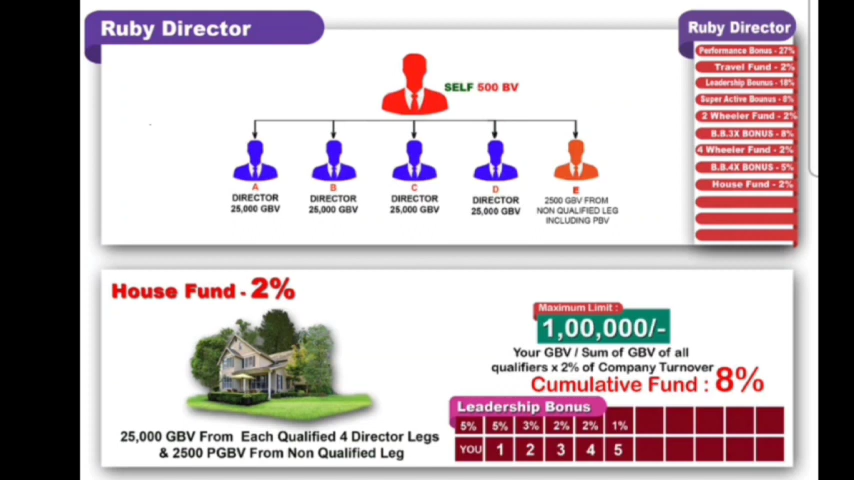 Ruby Director
SELF 500 BV
A
DIRECTOR
25,000 GBV
B
DIRECTOR
25,000 GBV
C
DIRECTOR
25,000 GBV
D
DIRECTOR
25,000 GBV
E
2500 GBV FROM
NON QUALIFIED LEG
INCLUDING PBV
Ruby Director
Performance Bonus - 27%
Travel Fund - 2%
Leadership Bounus - 18%
Super Active Bounus - 8%
2 Wheeler Fund - 2%
B.B.3X BONUS - 8%
4 Wheeler Fund - 2%
B.B.4X BONUS - 5%
House Fund - 2%
House Fund - 2%
25,000 GBV From Each Qualified 4 Director Legs
& 2500 PGBV From Non Qualified Leg
Maximum Limit :
1,00,000/-
Your GBV / Sum of GBV of all
qualifiers x 2% of Company Turnover
Cumulative Fund : 8%
Leadership Bonus
5% 5% 3% 2% 2% 1%
YOU 1 2 3 4 5